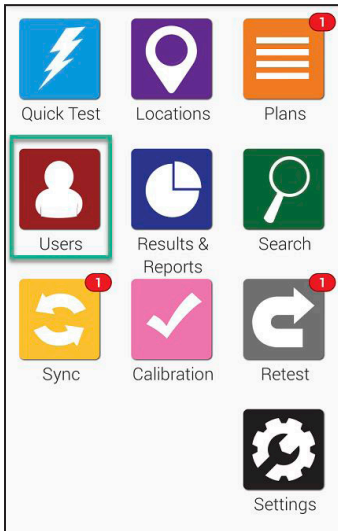 1
Quick Test
Locations
Plans
Users
Results &
Reports
Search
1
1
Sync
Calibration
Retest
Settings